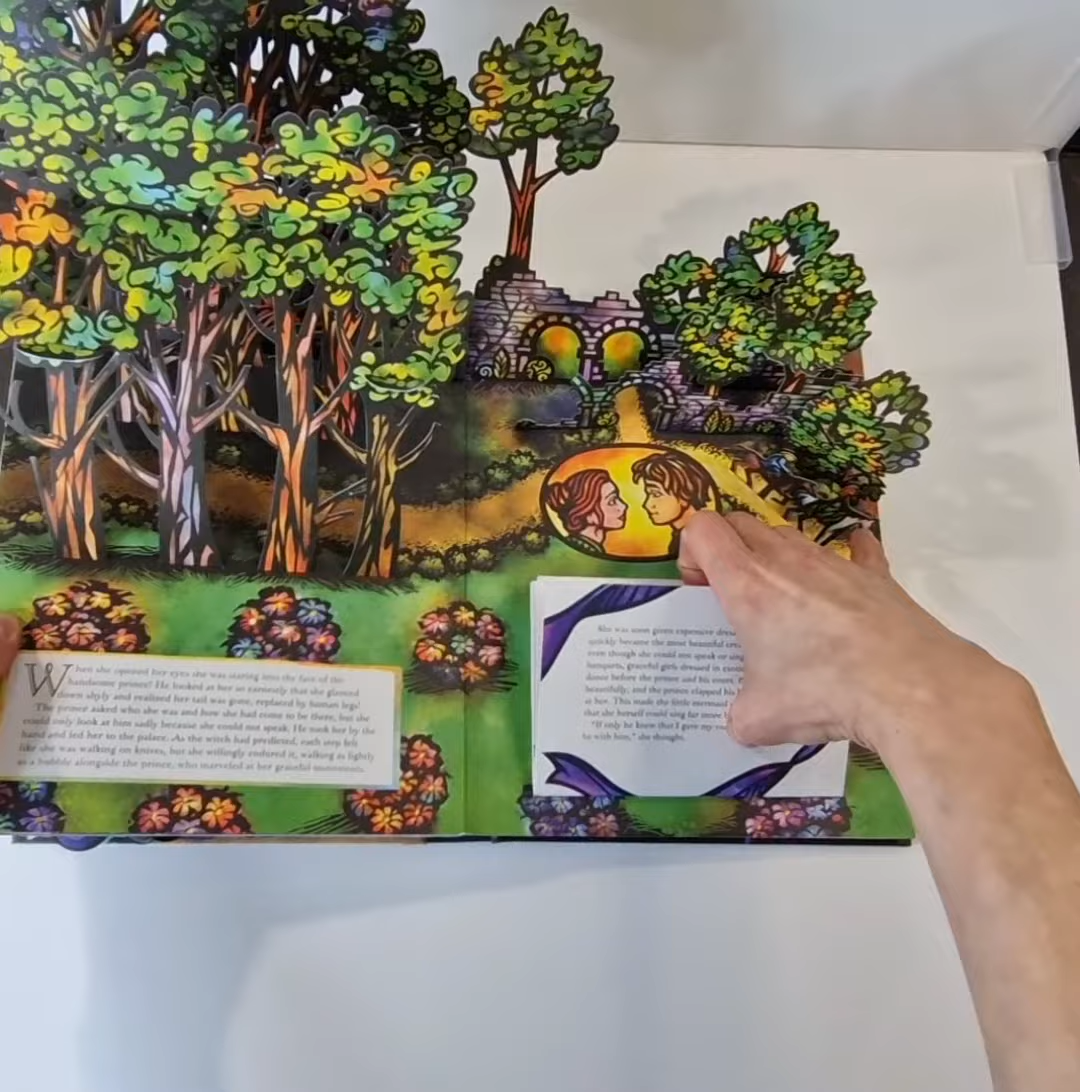 When she opened her eyes she was staring into the face of the
handsome prince! He looked at her so earnestly that she glanced
down shyly and realized her tail was gone, replaced by human legs!
The prince asked who she was and how she had come to be there, but she
could only look at him sadly because she could not speak. He took her by the
hand and led her to the palace. As the witch had predicted, each step felt
like she was walking on knives, but she willingly endured it, walking as lightly
as a bubble alongside the prince, who marveled at her graceful movements.
She was soon given expensive
quickly became the most beautiful
even though she could not speak or
banquets, graceful girls dressed in
dance before the prince and his court.
beautifully, and the prince clapped his
at her. This made the little mermaid
that she herself could sing far more
"If only he knew that I gave my
be with him," she thought.